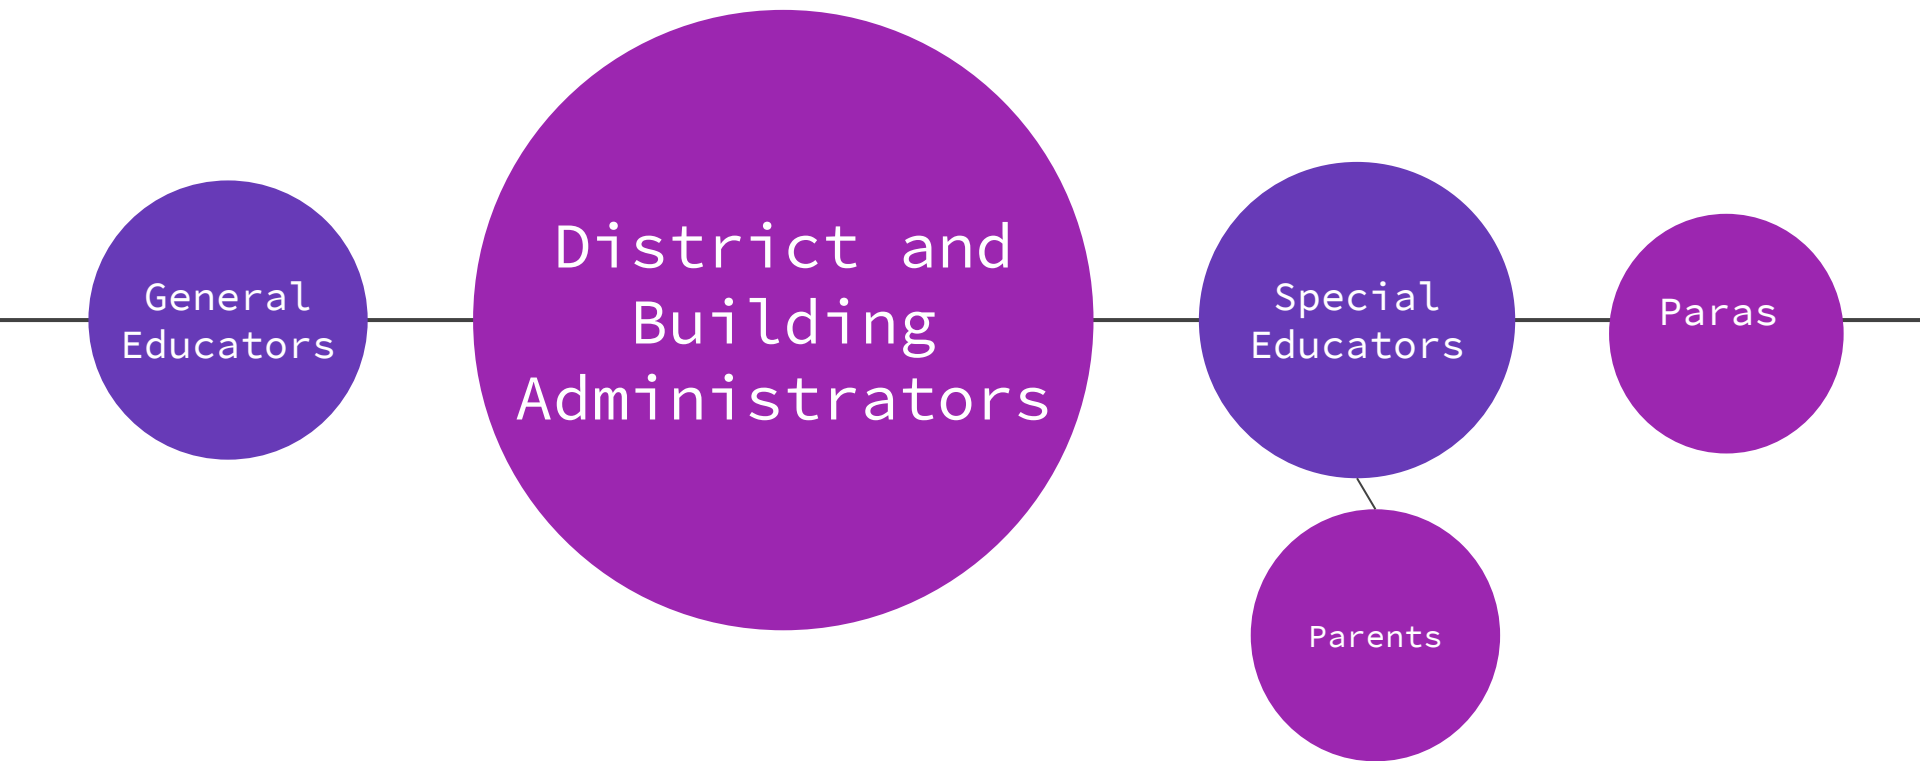 General
Educators
District and
Building
Administrators
Special
Educators
Paras
Parents